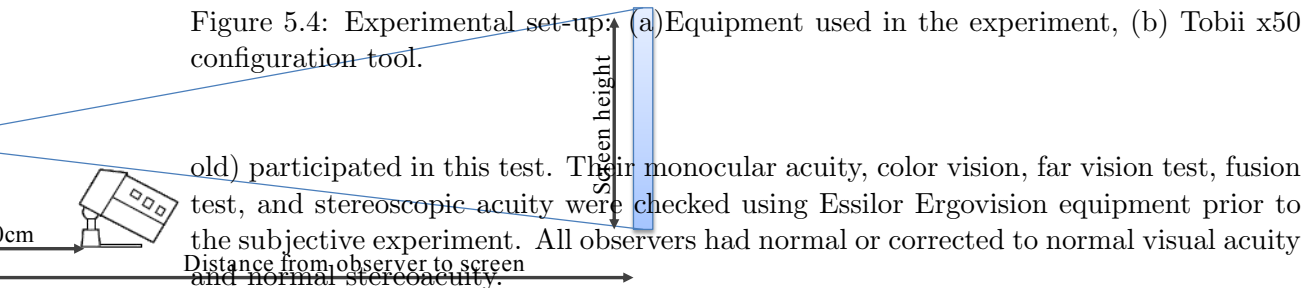 Figure 5.4: Experimental set-up: (a)Equipment used in the experiment, (b) Tobii x50
configuration tool.
Screen height
old) participated in this test. Their monocular acuity, color vision, far vision test, fusion
test, and stereoscopic acuity were checked using Essilor Ergovision equipment prior to
the subjective experiment. All observers had normal or corrected to normal visual acuity
and normal stereoacuity.
0cm
Distance from observer to screen